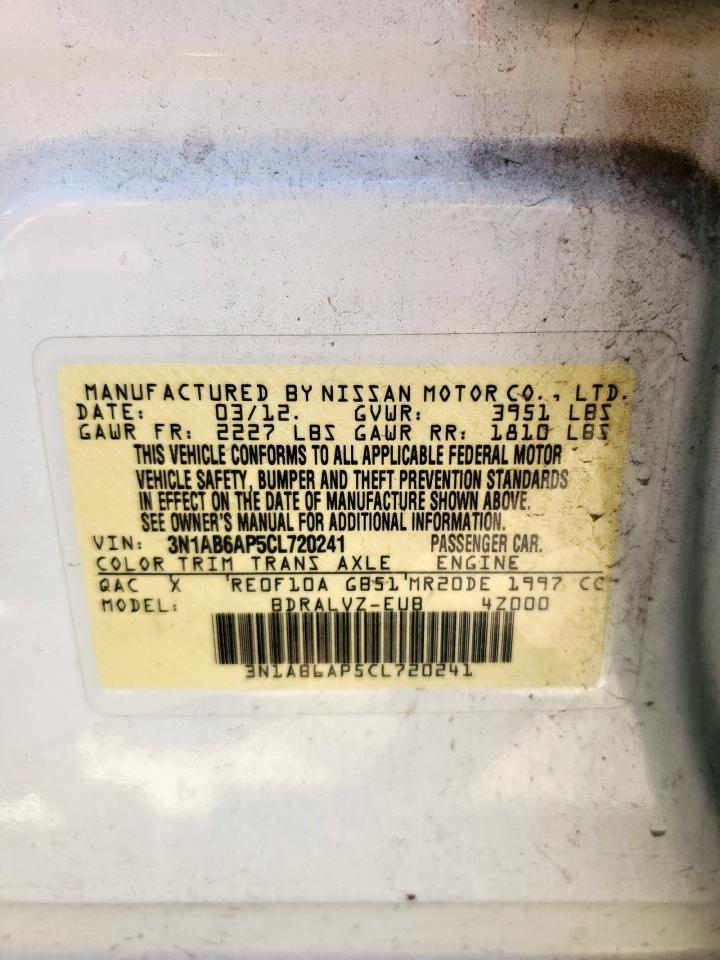 MANUFACTURED BY NISSAN MOTOR CO., LTD.
DATE: 03/12. GVWR: 3951 LBS
GAWR FR: 2227 LBS GAWR RR: 1810 LBS
THIS VEHICLE CONFORMS TO ALL APPLICABLE FEDERAL MOTOR
VEHICLE SAFETY, BUMPER AND THEFT PREVENTION STANDARDS
IN EFFECT ON THE DATE OF MANUFACTURE SHOWN ABOVE.
SEE OWNER'S MANUAL FOR ADDITIONAL INFORMATION.
VIN: 3N1AB6AP5CL720241 PASSENGER CAR.
COLOR TRIM TRANS AXLE ENGINE
QAC X RE0F10A GB51 MR20DE 1997 CC
MODEL: BDRALVZ-EUB 4Z000
3N1AB6AP5CL720241